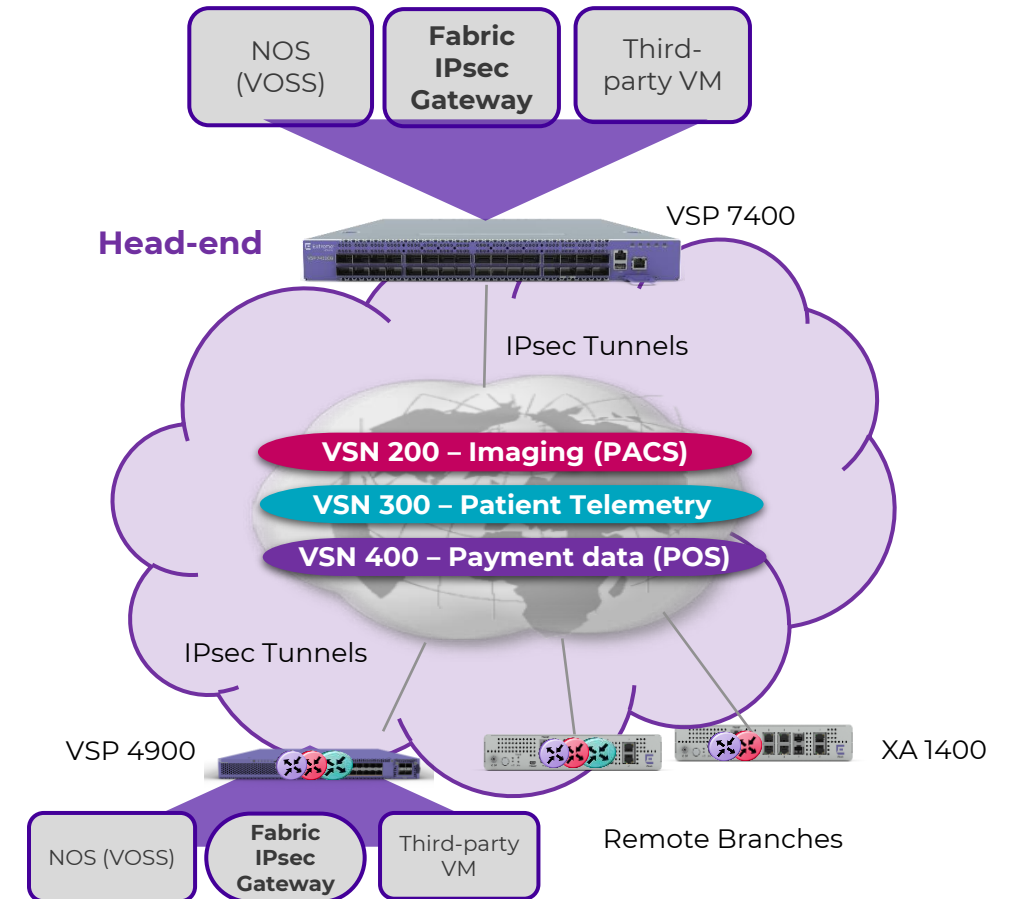 NOS
(VOSS)
Fabric
IPsec
Gateway
Third-
party VM
VSP 7400
Head-end
Extreme
IPsec Tunnels
VSN 200 – Imaging (PACS)
VSN 300 – Patient Telemetry
VSN 400 – Payment data (POS)
IPsec Tunnels
VSP 4900
XA 1400
NOS (VOSS)
Fabric
IPsec
Gateway
Third-party
VM
Remote Branches